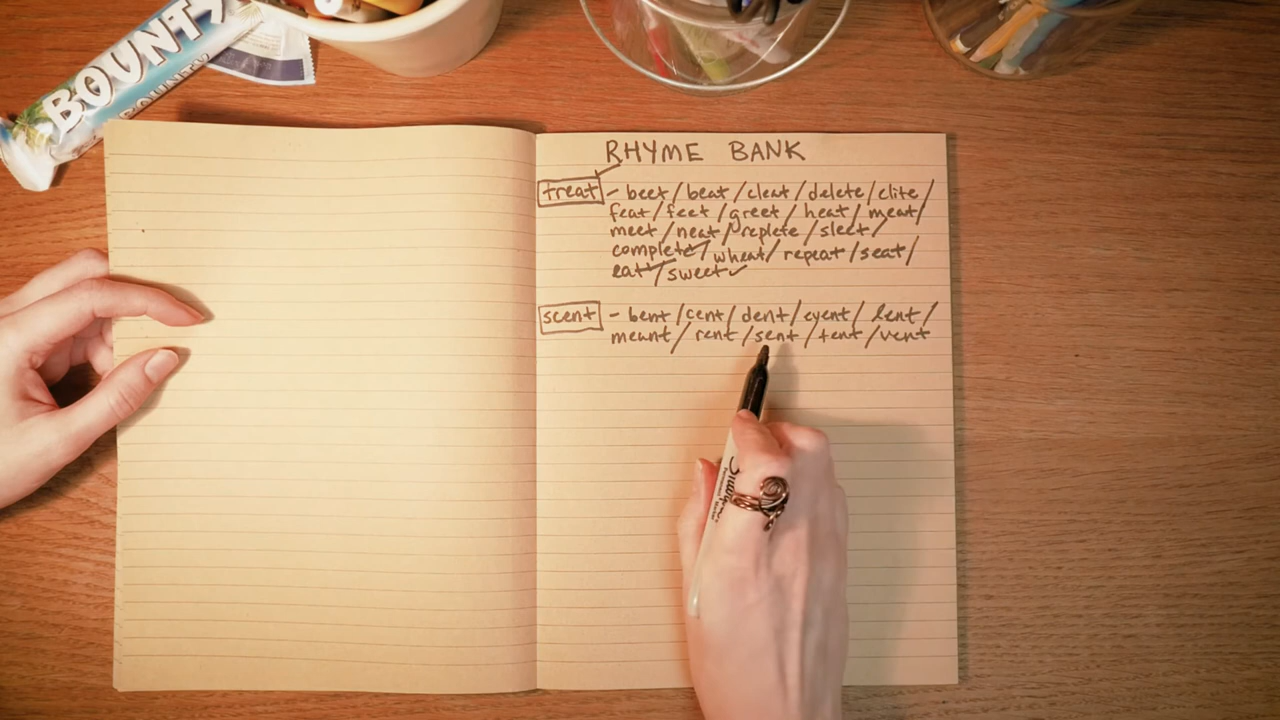 BOUNTY
BOUNTY
RHYME BANK
treat - beet / beat / cleat / delete / elite /
feat / feet / greet / heat / meat /
meet / neat / replete / sleet /
complete / wheat / repeat / seat /
eat / sweet ✓
scent - bent / cent / dent / event / lent /
meant / rent / sent / tent / vent
Sharpie